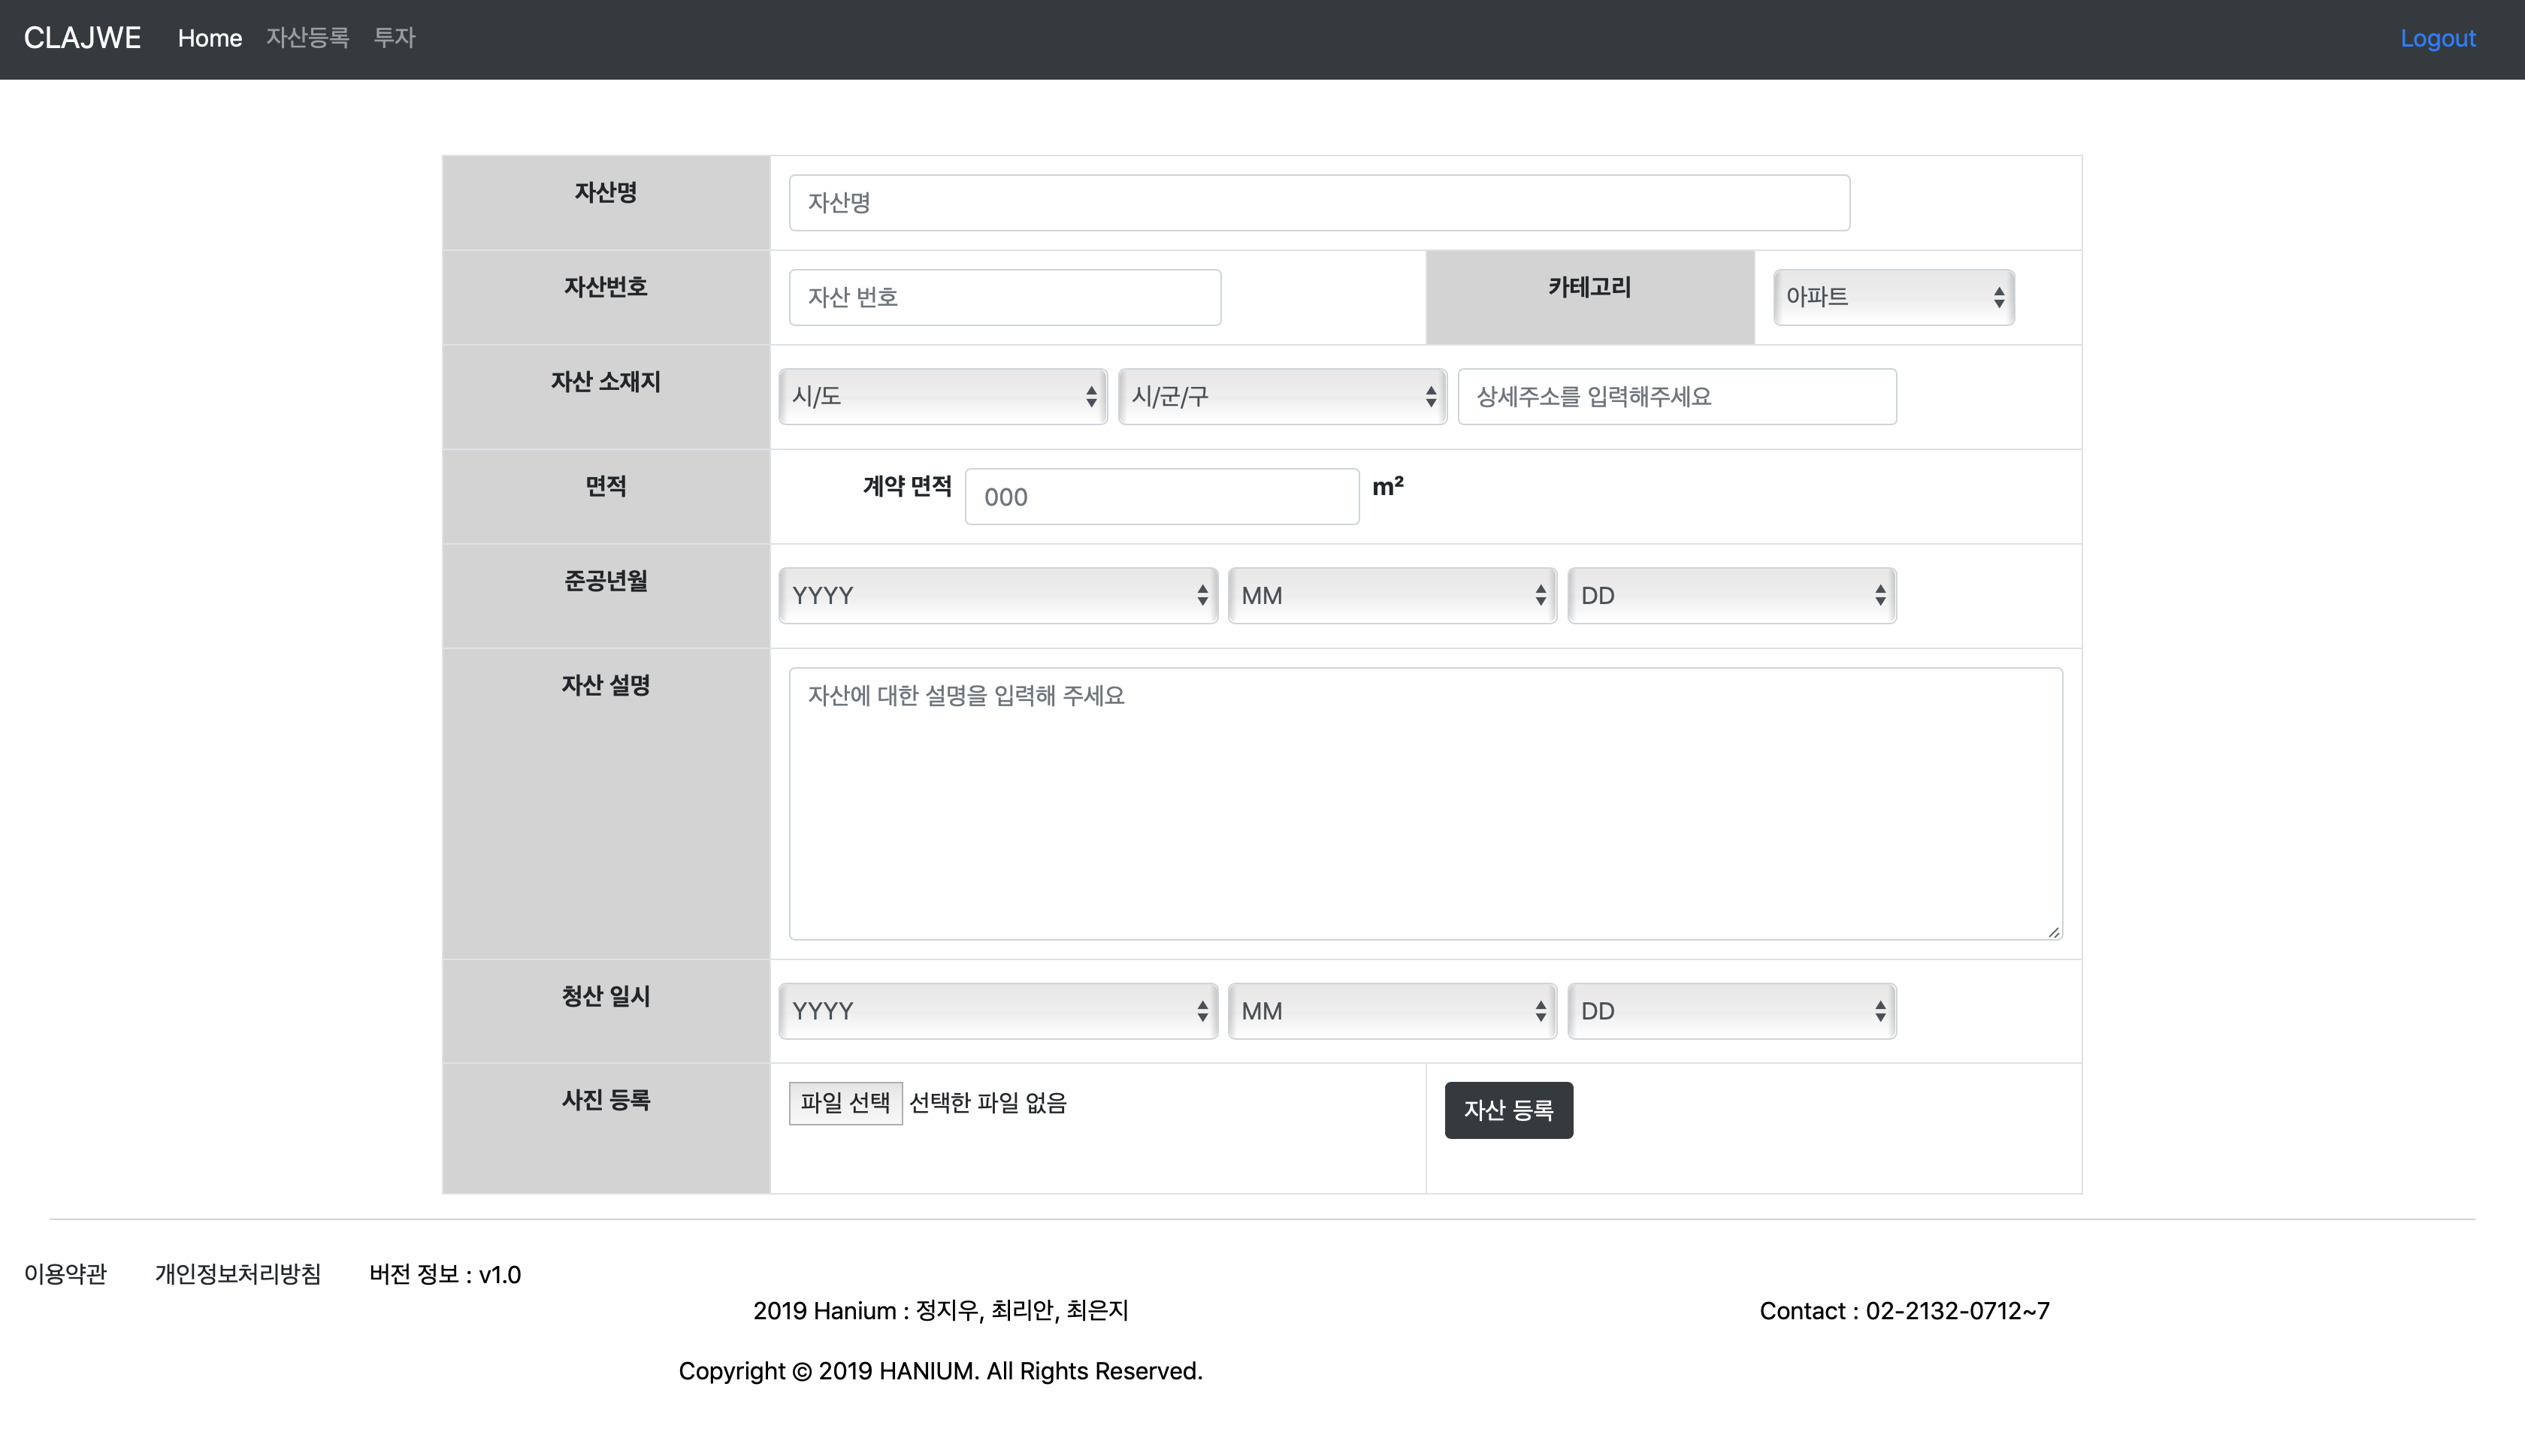 CLAJWE Home 자산등록 투자 Logout
자산명 자산명
자산번호 자산 번호 카테고리 아파트
자산 소재지 시/도 시/군/구 상세주소를 입력해주세요
면적 계약 면적 000 m²
준공년월 YYYY MM DD
자산 설명 자산에 대한 설명을 입력해 주세요
청산 일시 YYYY MM DD
사진 등록 파일 선택 선택한 파일 없음 자산 등록
이용약관 개인정보처리방침 버전 정보 : v1.0
2019 Hanium : 정지우, 최리안, 최은지 Contact : 02-2132-0712~7
Copyright © 2019 HANIUM. All Rights Reserved.